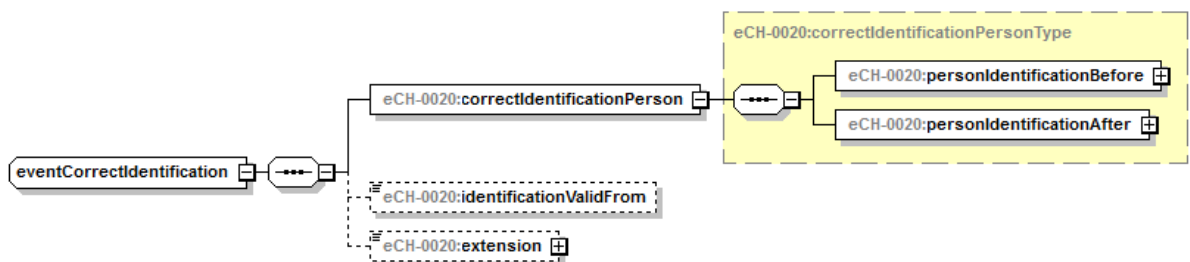 eCH-0020:correctIdentificationPersonType
eCH-0020:personIdentificationBefore
eCH-0020:correctIdentificationPerson
eCH-0020:personIdentificationAfter
eventCorrectIdentification
eCH-0020:identificationValidFrom
eCH-0020:extension